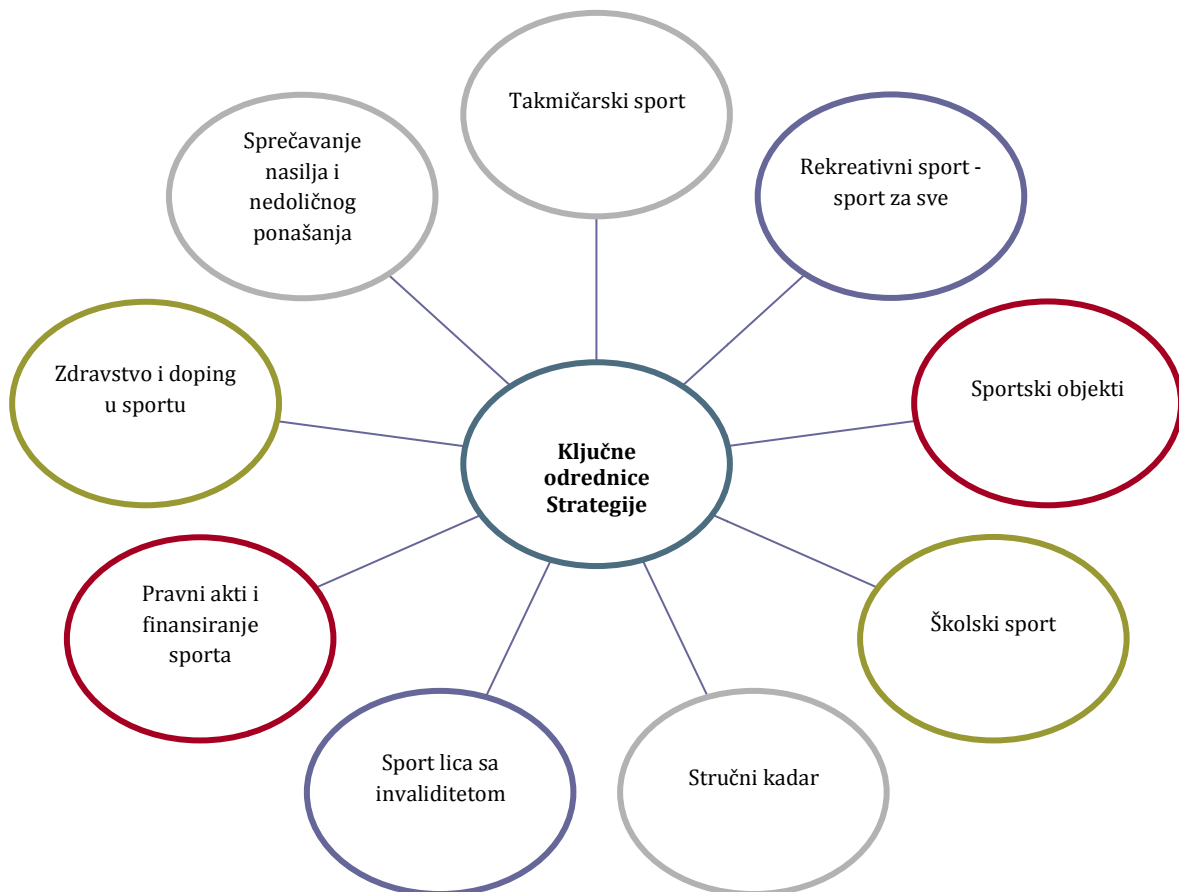 Takmičarski sport
Rekreativni sport -
sport za sve
Sportski objekti
Školski sport
Stručni kadar
Sport lica sa
invaliditetom
Pravni akti i
finansiranje
sporta
Zdravstvo i doping
u sportu
Sprečavanje
nasilja i
nedoličnog
ponašanja
Ključne
odrednice
Strategije